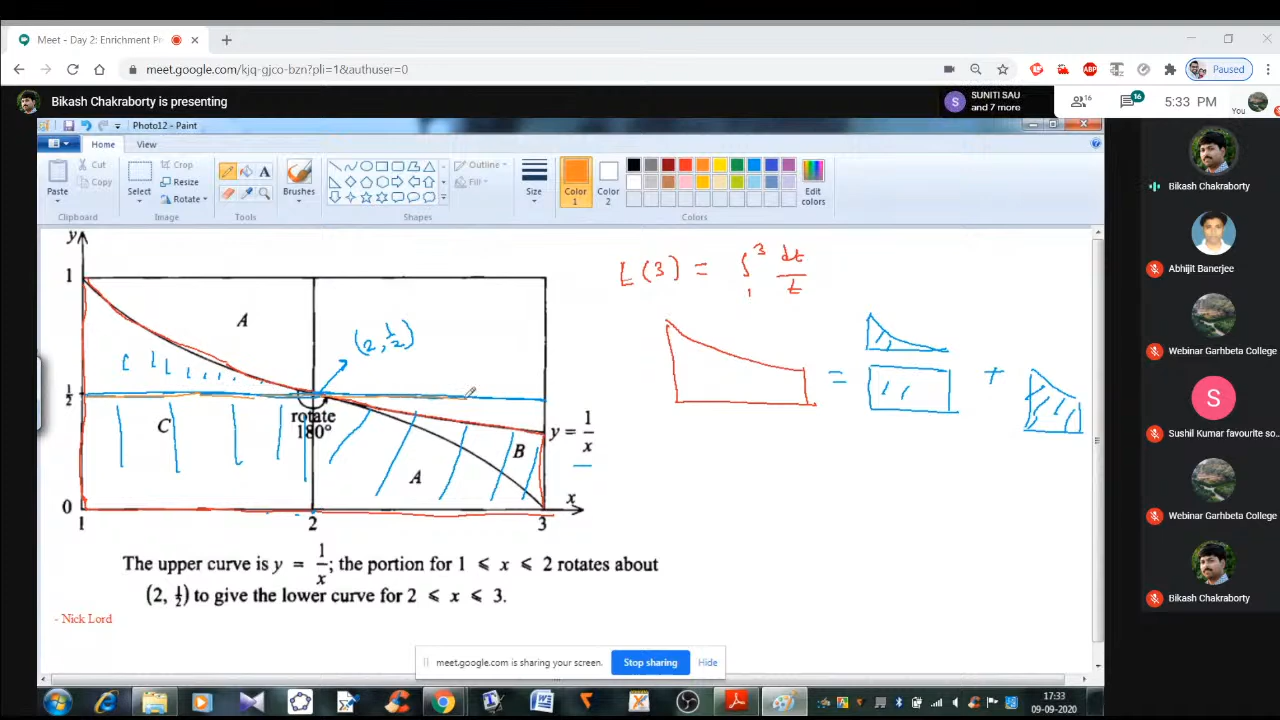 Meet - Day 2: Enrichment Pr
meet.google.com/kjq-gjco-bzn?pli=1&authuser=0
Paused
Bikash Chakraborty is presenting
SUNITI SAU
and 7 more
16
16
5:33 PM
You
Photo12 - Paint
Home
View
Paste
Cut
Copy
Clipboard
Select
Crop
Resize
Rotate
Image
A
Tools
Brushes
Shapes
Outline
Fill
Size
Color
1
Color
2
Edit
colors
Colors
y
1
A
(2, 1/2)
1/2
C
rotate
180°
y = 1/x
B
A
x
0
1
2
3
L(3) = ∫₁³ dt/t
= +
The upper curve is y = 1/x; the portion for 1 ⩽ x ⩽ 2 rotates about
(2, ½) to give the lower curve for 2 ⩽ x ⩽ 3.
- Nick Lord
meet.google.com is sharing your screen.
Stop sharing
Hide
Bikash Chakraborty
Abhijit Banerjee
Webinar Garhbeta College
S
Sushil Kumar favourite so...
Webinar Garhbeta College
Bikash Chakraborty
17:33
09-09-2020